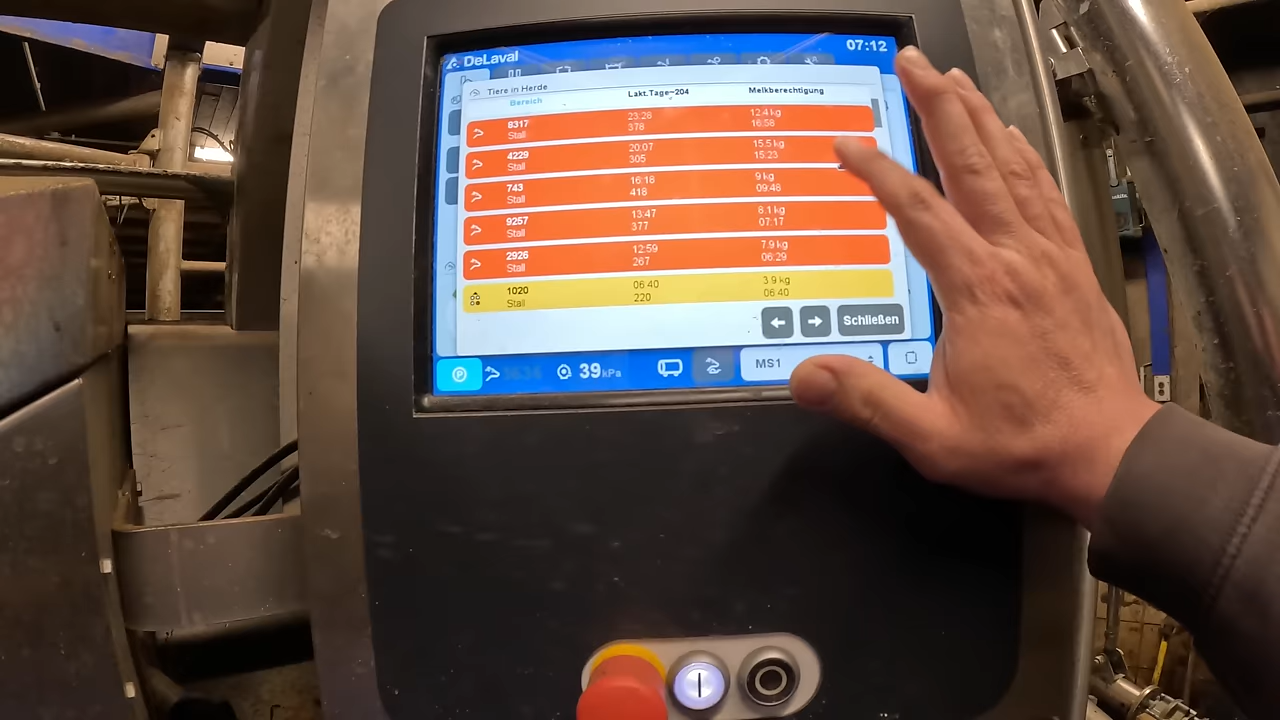 DeLaval
07:12
Tiere in Herde
Bereich Lakt.Tage~204 Melkberechtigung
8317 23:26 12.4 kg
Stall 378 16:58
4229 20:07 15.5 kg
Stall 305 15:23
743 16:18 9 kg
Stall 418 09:48
9257 13:47 8.1 kg
Stall 377 07:17
2926 12:59 7.9 kg
Stall 267 06:29
1020 06:40 3.9 kg
Stall 220 06:40
Schließen
P 39 kPa MS1